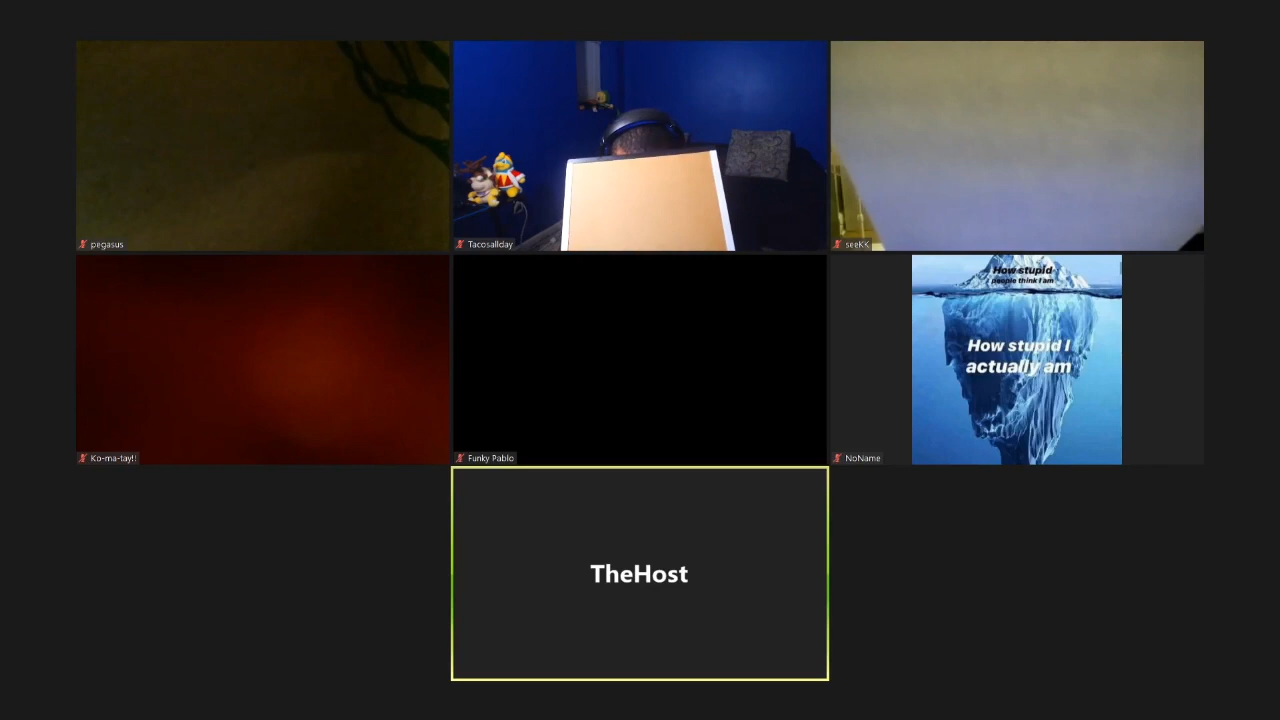 pegasus
Tacosallday
seeKK
Ko-ma-tay!!
Funky Pablo
How stupid
people think I am
How stupid I
actually am
NoName
TheHost